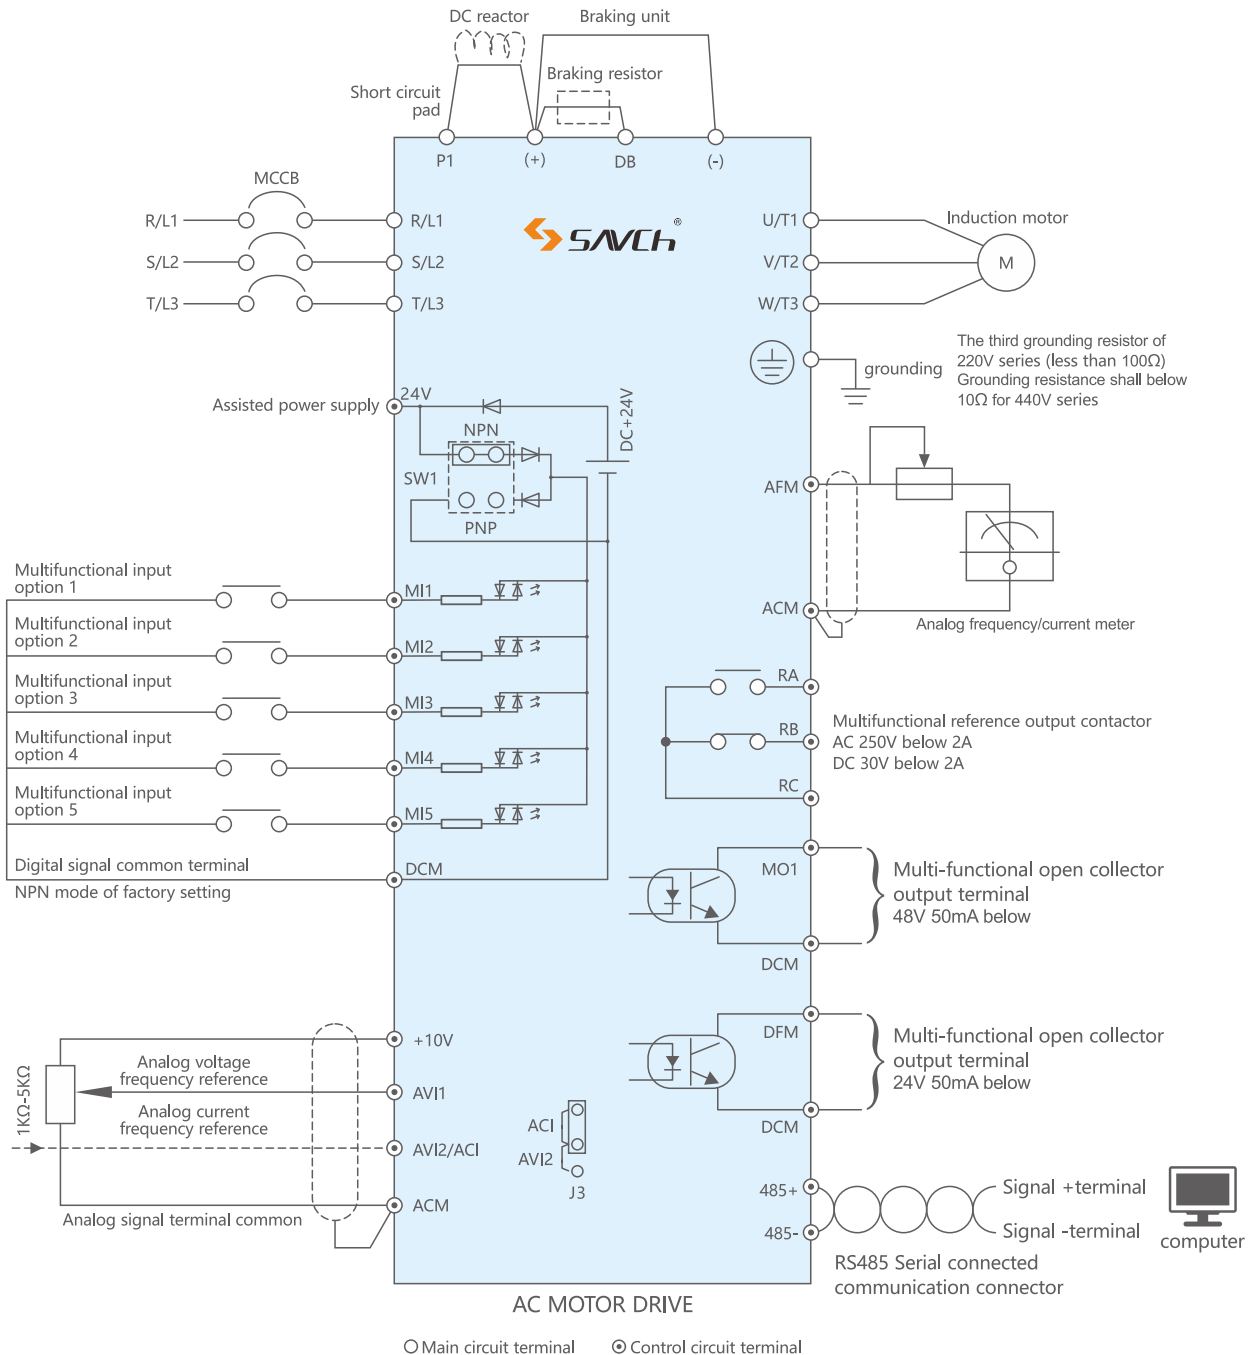 DC reactor
Braking unit
Braking resistor
Short circuit
pad
P1
(+)
DB
(-)
MCCB
R/L1
R/L1
S/L2
S/L2
T/L3
T/L3
SAVCh®
U/T1
V/T2
W/T3
Induction motor
M
grounding
The third grounding resistor of
220V series (less than 100Ω)
Grounding resistance shall below
10Ω for 440V series
Assisted power supply
24V
NPN
SW1
PNP
DC+24V
AFM
ACM
Analog frequency/current meter
Multifunctional input
option 1
MI1
Multifunctional input
option 2
MI2
Multifunctional input
option 3
MI3
Multifunctional input
option 4
MI4
Multifunctional input
option 5
MI5
Digital signal common terminal
NPN mode of factory setting
DCM
RA
RB
RC
Multifunctional reference output contactor
AC 250V below 2A
DC 30V below 2A
MO1
DCM
Multi-functional open collector
output terminal
48V 50mA below
DFM
DCM
Multi-functional open collector
output terminal
24V 50mA below
1KΩ-5KΩ
+10V
Analog voltage
frequency reference
AVI1
Analog current
frequency reference
AVI2/ACI
ACM
Analog signal terminal common
ACI
AVI2
J3
485+
485-
Signal +terminal
Signal -terminal
computer
RS485 Serial connected
communication connector
AC MOTOR DRIVE
Main circuit terminal
Control circuit terminal